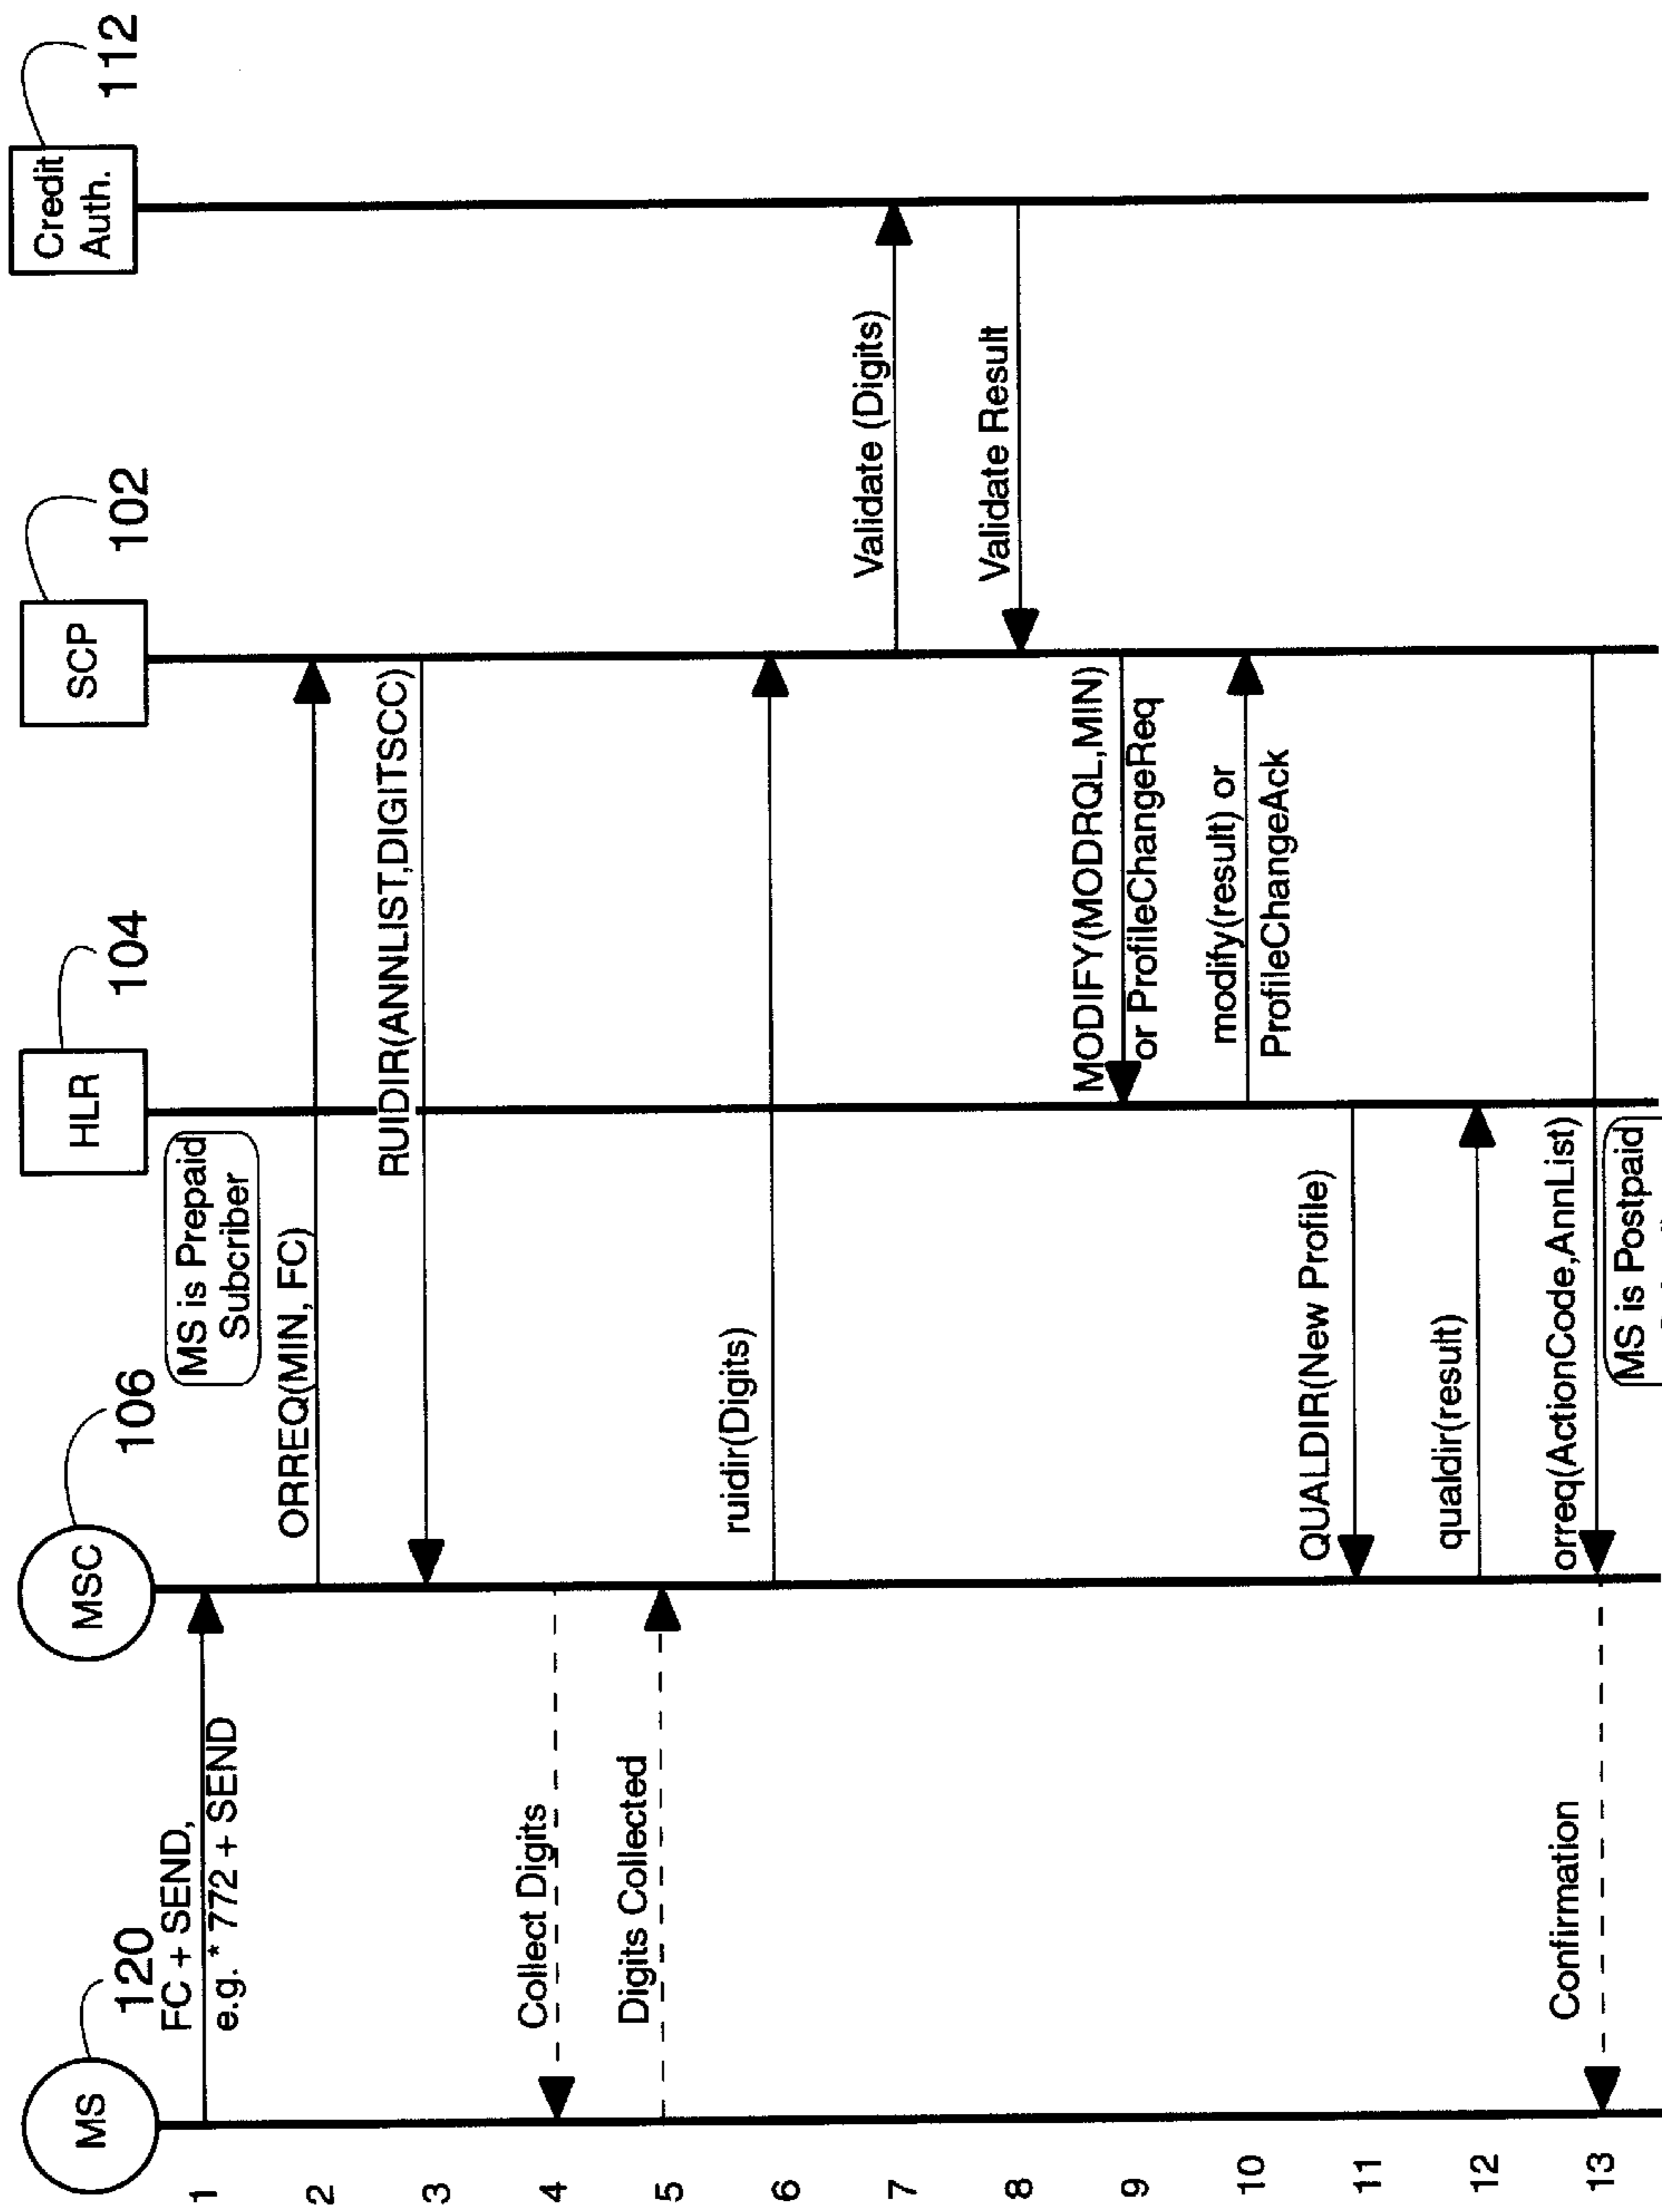 MS
120
MSC
106
HLR
104
SCP
102
Credit
Auth.
112
1
FC + SEND,
e.g. * 772 + SEND
MS is Prepaid
Subcriber
2
ORREQ(MIN, FC)
3
RUIDIR(ANNLIST,DIGITSCC)
4
Collect Digits
5
Digits Collected
6
ruidir(Digits)
7
Validate (Digits)
8
Validate Result
9
MODIFY(MODRQL,MIN)
or ProfileChangeReq
10
modify(result) or
ProfileChangeAck
11
QUALDIR(New Profile)
12
qualdir(result)
13
Confirmation
orreq(ActionCode,AnnList)
MS is Postpaid